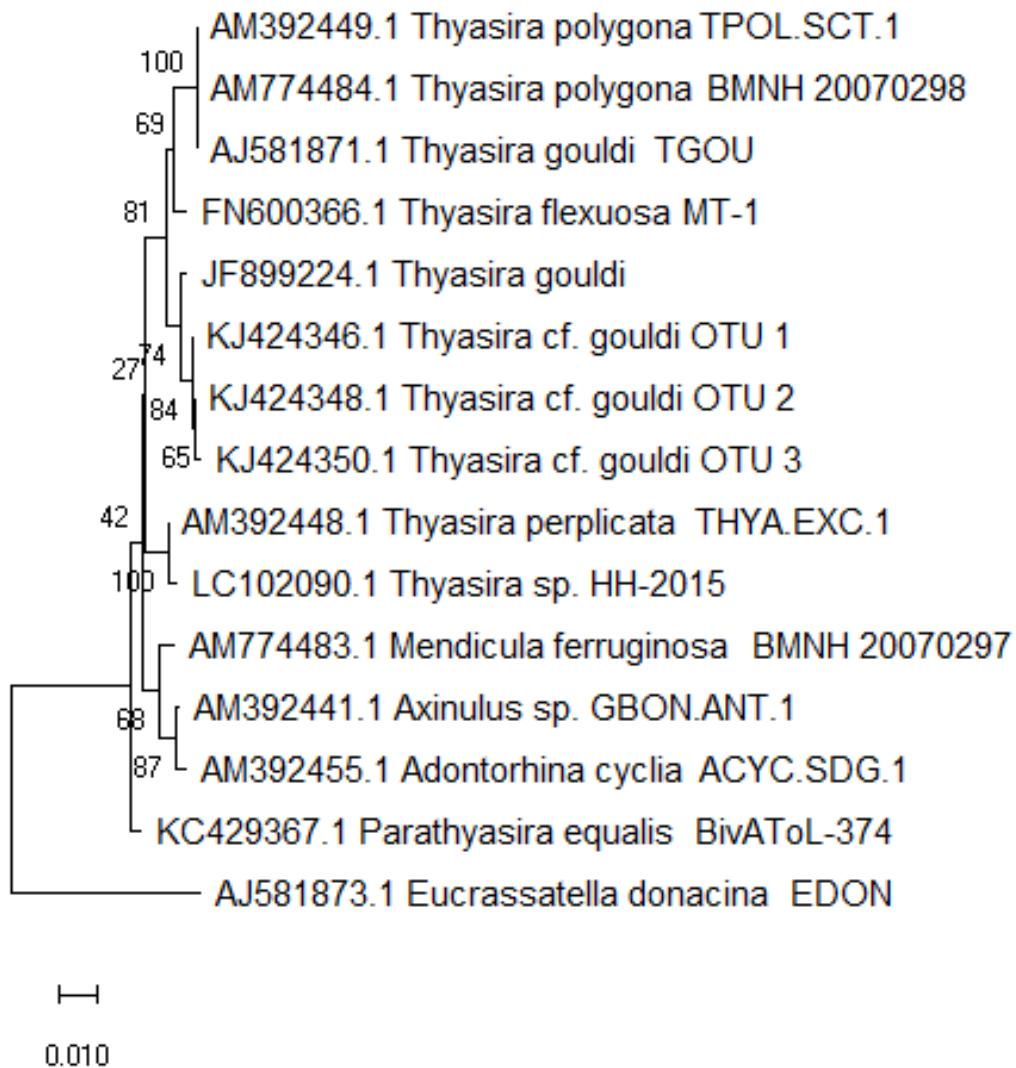 AM392449.1 Thyasira polygona TPOL.SCT.1
100
AM774484.1 Thyasira polygona BMNH 20070298
69
AJ581871.1 Thyasira gouldi TGOU
81
FN600366.1 Thyasira flexuosa MT-1
JF899224.1 Thyasira gouldi
KJ424346.1 Thyasira cf. gouldi OTU 1
74
27
KJ424348.1 Thyasira cf. gouldi OTU 2
84
65
KJ424350.1 Thyasira cf. gouldi OTU 3
42
AM392448.1 Thyasira perplicata THYA.EXC.1
100
LC102090.1 Thyasira sp. HH-2015
AM774483.1 Mendicula ferruginosa BMNH 20070297
AM392441.1 Axinulus sp. GBON.ANT.1
68
87
AM392455.1 Adontorhina cyclia ACYC.SDG.1
KC429367.1 Parathyasira equalis BivAToL-374
AJ581873.1 Eucrassatella donacina EDON
0.010